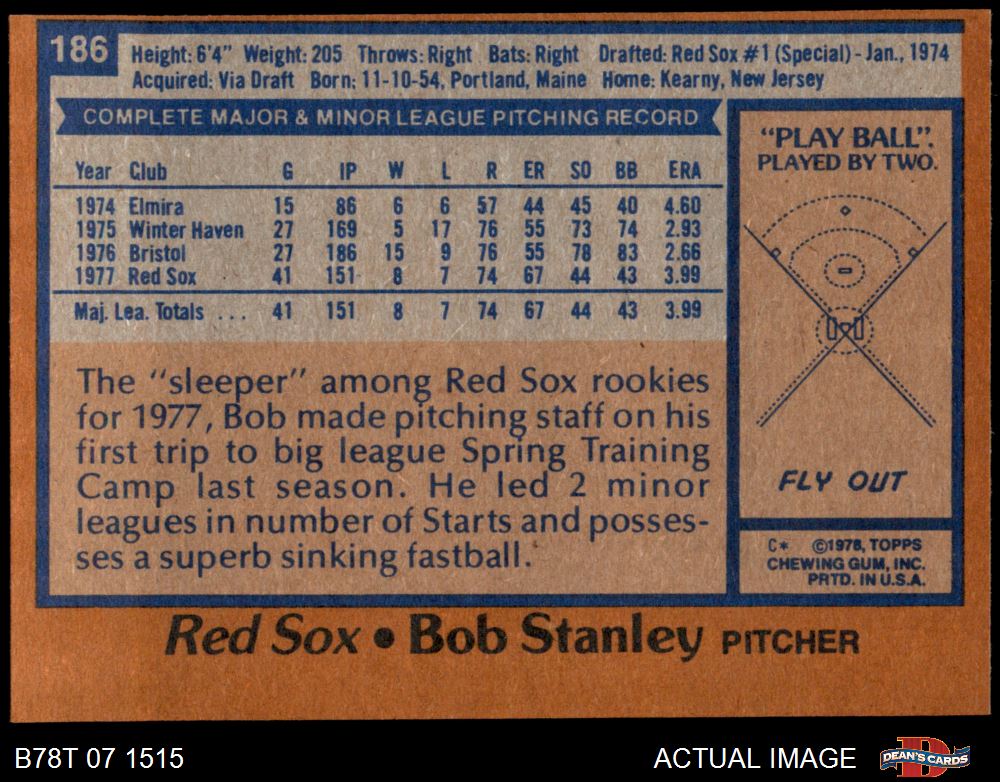 186
Height: 6'4" Weight: 205 Throws: Right Bats: Right Drafted: Red Sox #1 (Special) - Jan., 1974
Acquired: Via Draft Born: 11-10-54, Portland, Maine Home: Kearny, New Jersey
COMPLETE MAJOR & MINOR LEAGUE PITCHING RECORD
Year Club G IP W L R ER SO BB ERA
1974 Elmira 15 86 6 6 57 44 45 40 4.60
1975 Winter Haven 27 169 5 17 76 55 73 74 2.93
1976 Bristol 27 186 15 9 76 55 78 83 2.66
1977 Red Sox 41 151 8 7 74 67 44 43 3.99
Maj. Lea. Totals ... 41 151 8 7 74 67 44 43 3.99
The "sleeper" among Red Sox rookies
for 1977, Bob made pitching staff on his
first trip to big league Spring Training
Camp last season. He led 2 minor
leagues in number of Starts and posses-
ses a superb sinking fastball.
"PLAY BALL".
PLAYED BY TWO.
FLY OUT
C* ©1978, TOPPS
CHEWING GUM, INC.
PRTD. IN U.S.A.
Red Sox • Bob Stanley PITCHER
B78T 07 1515
ACTUAL IMAGE
DEAN'S CARDS